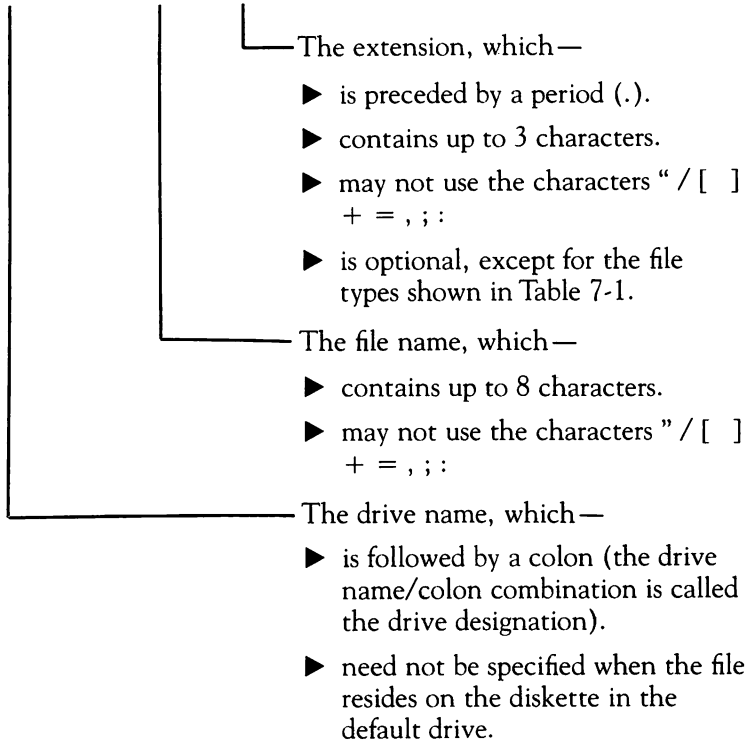 The extension, which—
▶ is preceded by a period (.).
▶ contains up to 3 characters.
▶ may not use the characters “ / [ ]
+ = , ; :
▶ is optional, except for the file
types shown in Table 7-1.
The file name, which—
▶ contains up to 8 characters.
▶ may not use the characters ” / [ ]
+ = , ; :
The drive name, which—
▶ is followed by a colon (the drive
name/colon combination is called
the drive designation).
▶ need not be specified when the file
resides on the diskette in the
default drive.